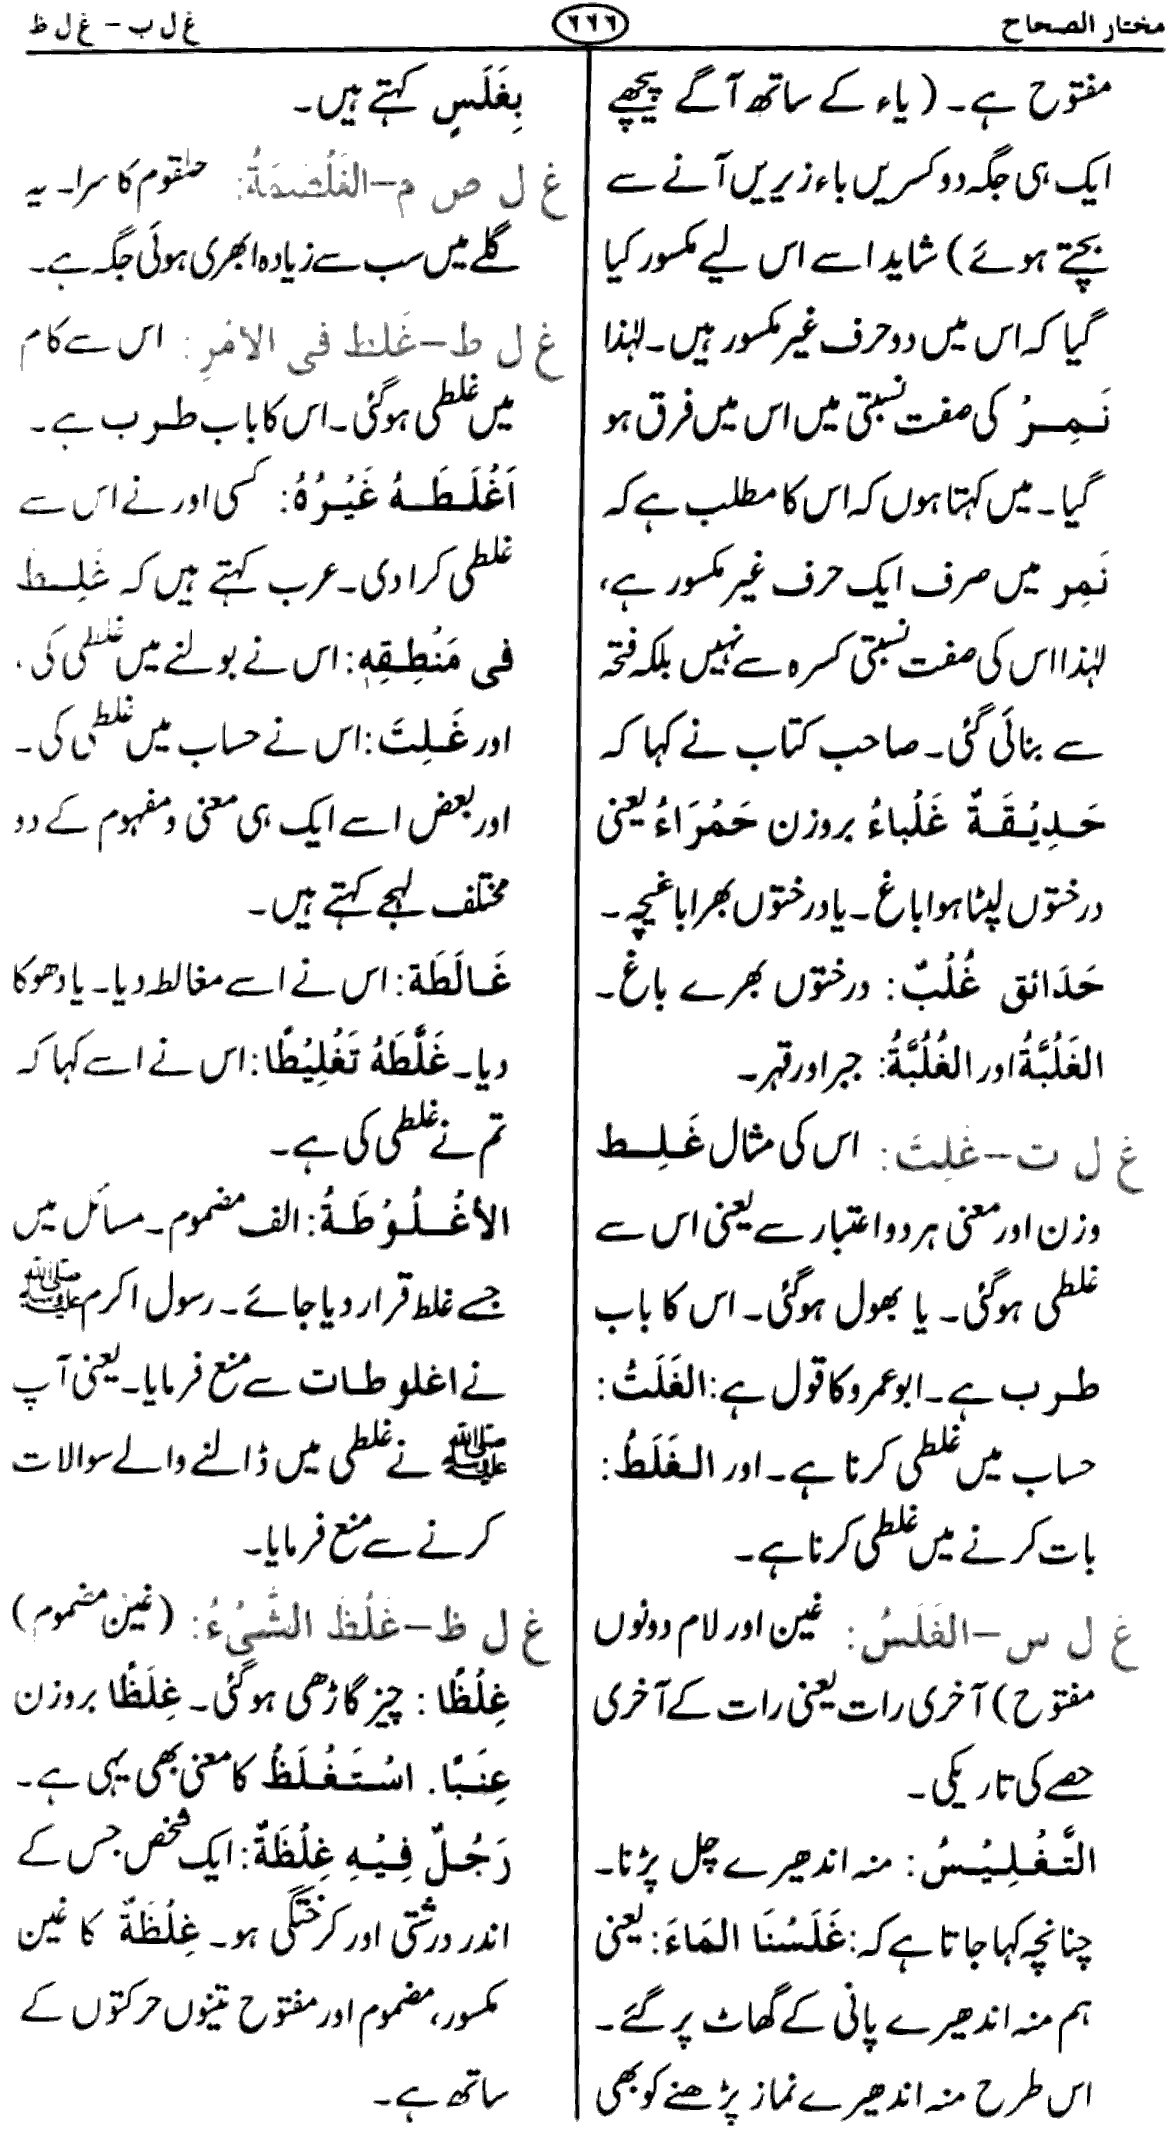 مختار الصحاح ۶۶۶ غ ل ب – غ ل ظ
مفتوح ہے۔ (یاء کے ساتھ آگے پیچھے
ایک ہی جگہ دو کسریں باء زیریں آنے سے
بچتے ہوئے) شاید اسے اس لیے مکسور کیا
گیا کہ اس میں دو حرف غیر مکسور ہیں۔ لہٰذا
نَمِرُ کی صفت نسبتی میں اس میں فرق ہو
گیا۔ میں کہتا ہوں کہ اس کا مطلب ہے کہ
نَمِر میں صرف ایک حرف غیر مکسور ہے،
لہٰذا اس کی صفت نسبتی کسرہ سے نہیں بلکہ فتحہ
سے بنائی گئی۔ صاحب کتاب نے کہا کہ
حَدِيْقَةٌ غَلْباءُ بروزن حَمْرَاءُ یعنی
درختوں لپٹا ہوا باغ۔ یا درختوں بھرا باغیچہ۔
حَدَائق غُلْبٌ: درختوں بھرے باغ۔
الغَلُبَّةُ اور الغُلُبَّةُ: جبر اور قہر۔
غ ل ت – غَلِتَ: اس کی مثال غَلِط
وزن اور معنی ہر دو اعتبار سے یعنی اس سے
غلطی ہوگئی۔ یا بھول ہوگئی۔ اس کا باب
طرب ہے۔ ابو عمرو کا قول ہے: الغَلَتُ:
حساب میں غلطی کرنا ہے۔ اور الغَلَطُ:
بات کرنے میں غلطی کرنا ہے۔
غ ل س – الغَلَسُ: غین اور لام دونوں
مفتوح) آخری رات یعنی رات کے آخری
حصے کی تاریکی۔
التَّغْلِيْسُ: منہ اندھیرے چل پڑنا۔
چنانچہ کہا جاتا ہے کہ: غَلَسْنَا المَاءَ: یعنی
ہم منہ اندھیرے پانی کے گھاٹ پر گئے۔
اس طرح منہ اندھیرے نماز پڑھنے کو بھی
بِغَلَسٍ کہتے ہیں۔
غ ل ص م – الغَلْصَمَةُ: حلقوم کا سرا۔ یہ
گلے میں سب سے زیادہ ابھری ہوئی جگہ ہے۔
غ ل ط – غَلِطَ فی الامْرِ: اس سے کام
میں غلطی ہوگئی۔ اس کا باب طرب ہے۔
اَغْلَطَهُ غَيْرُهُ: کسی اور نے اس سے
غلطی کرا دی۔ عرب کہتے ہیں کہ غَلِطَ
فی مَنْطِقِهٖ: اس نے بولنے میں غلطی کی،
اور غَلِتَ: اس نے حساب میں غلطی کی۔
اور بعض اسے ایک ہی معنی و مفہوم کے دو
مختلف لہجے کہتے ہیں۔
غَالَطَة: اس نے اسے مغالطہ دیا۔ یا دھوکا
دیا۔ غَلَّطَهُ تَغْلِيْطًا: اس نے اسے کہا کہ
تم نے غلطی کی ہے۔
الأغْلُوْطَةُ: الف مضموم۔ مسائل میں
جسے غلط قرار دیا جائے۔ رسول اکرم ﷺ
نے اغلوطات سے منع فرمایا۔ یعنی آپ
ﷺ نے غلطی میں ڈالنے والے سوالات
کرنے سے منع فرمایا۔
غ ل ظ – غَلُظَ الشَّیْءُ: (غین مضموم)
غِلْظًا: چیز گاڑھی ہوگئی۔ غِلَظًا بروزن
عِنَبًا. اسْتَغْلَظَ کا معنی بھی یہی ہے۔
رَجُلٌ فِيْهِ غِلْظَةٌ: ایک شخص جس کے
اندر درشتی اور کرختگی ہو۔ غِلْظَةٌ کا غین
مکسور، مضموم اور مفتوح تینوں حرکتوں کے
ساتھ ہے۔